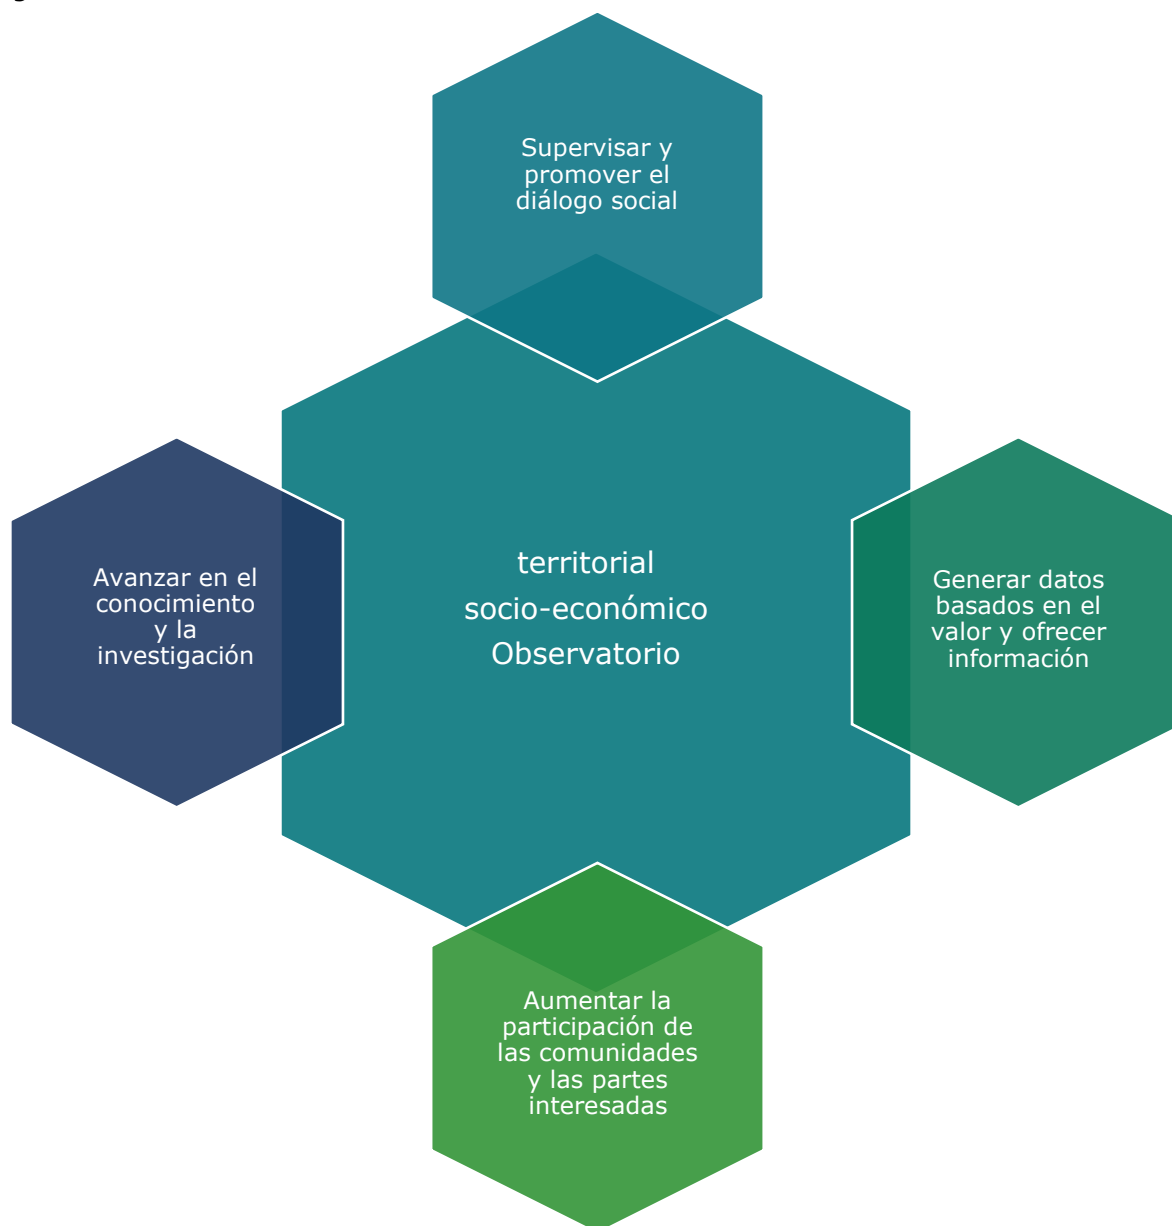 Supervisar y
promover el
diálogo social
Avanzar en el
conocimiento
y la
investigación
territorial
socio-económico
Observatorio
Generar datos
basados en el
valor y ofrecer
información
Aumentar la
participación de
las comunidades
y las partes
interesadas